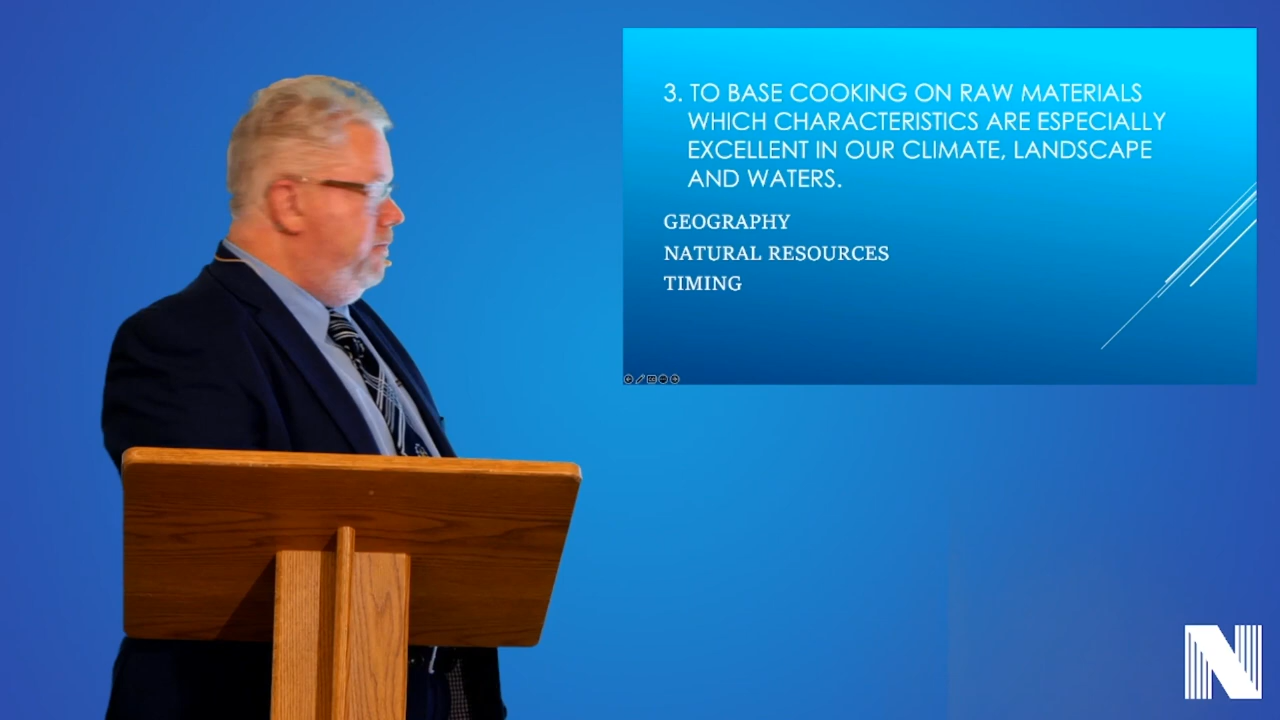 3. TO BASE COOKING ON RAW MATERIALS
WHICH CHARACTERISTICS ARE ESPECIALLY
EXCELLENT IN OUR CLIMATE, LANDSCAPE
AND WATERS.
GEOGRAPHY
NATURAL RESOURCES
TIMING
N